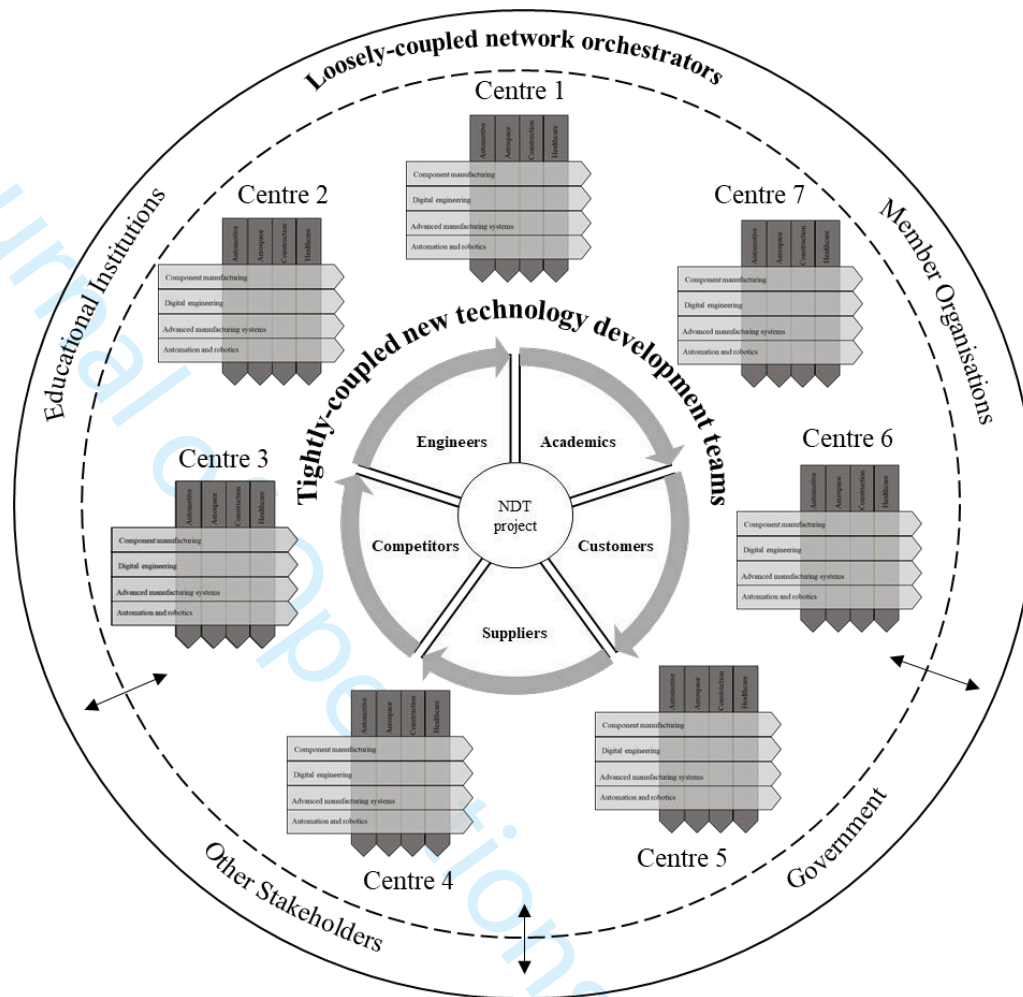 Loosely-coupled network orchestrators
Educational Institutions
Member Organisations
Other Stakeholders
Government
Centre 1
Automotive
Aerospace
Construction
Healthcare
Component manufacturing
Digital engineering
Advanced manufacturing systems
Automation and robotics
Centre 2
Automotive
Aerospace
Construction
Healthcare
Component manufacturing
Digital engineering
Advanced manufacturing systems
Automation and robotics
Centre 7
Automotive
Aerospace
Construction
Healthcare
Component manufacturing
Digital engineering
Advanced manufacturing systems
Automation and robotics
Tightly-coupled new technology development teams
Engineers
Academics
NDT
project
Competitors
Customers
Suppliers
Centre 3
Automotive
Aerospace
Construction
Healthcare
Component manufacturing
Digital engineering
Advanced manufacturing systems
Automation and robotics
Centre 6
Automotive
Aerospace
Construction
Healthcare
Component manufacturing
Digital engineering
Advanced manufacturing systems
Automation and robotics
Automotive
Aerospace
Construction
Healthcare
Component manufacturing
Digital engineering
Advanced manufacturing systems
Automation and robotics
Centre 4
Automotive
Aerospace
Construction
Healthcare
Component manufacturing
Digital engineering
Advanced manufacturing systems
Automation and robotics
Centre 5